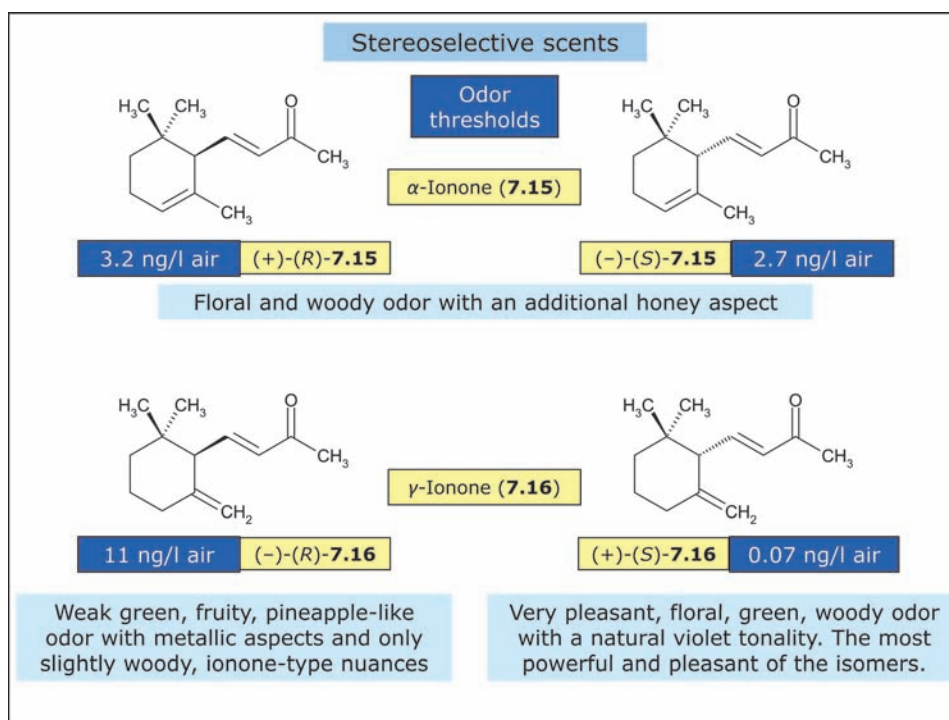 Stereoselective scents
H₃C CH₃ O
CH₃
CH₃
Odor
thresholds
H₃C CH₃ O
CH₃
CH₃
α-Ionone (7.15)
3.2 ng/l air (+)-(R)-7.15
(–)-(S)-7.15 2.7 ng/l air
Floral and woody odor with an additional honey aspect
H₃C CH₃ O
CH₃
CH₂
H₃C CH₃ O
CH₃
CH₂
γ-Ionone (7.16)
11 ng/l air (–)-(R)-7.16
(+)-(S)-7.16 0.07 ng/l air
Weak green, fruity, pineapple-like
odor with metallic aspects and only
slightly woody, ionone-type nuances
Very pleasant, floral, green, woody odor
with a natural violet tonality. The most
powerful and pleasant of the isomers.